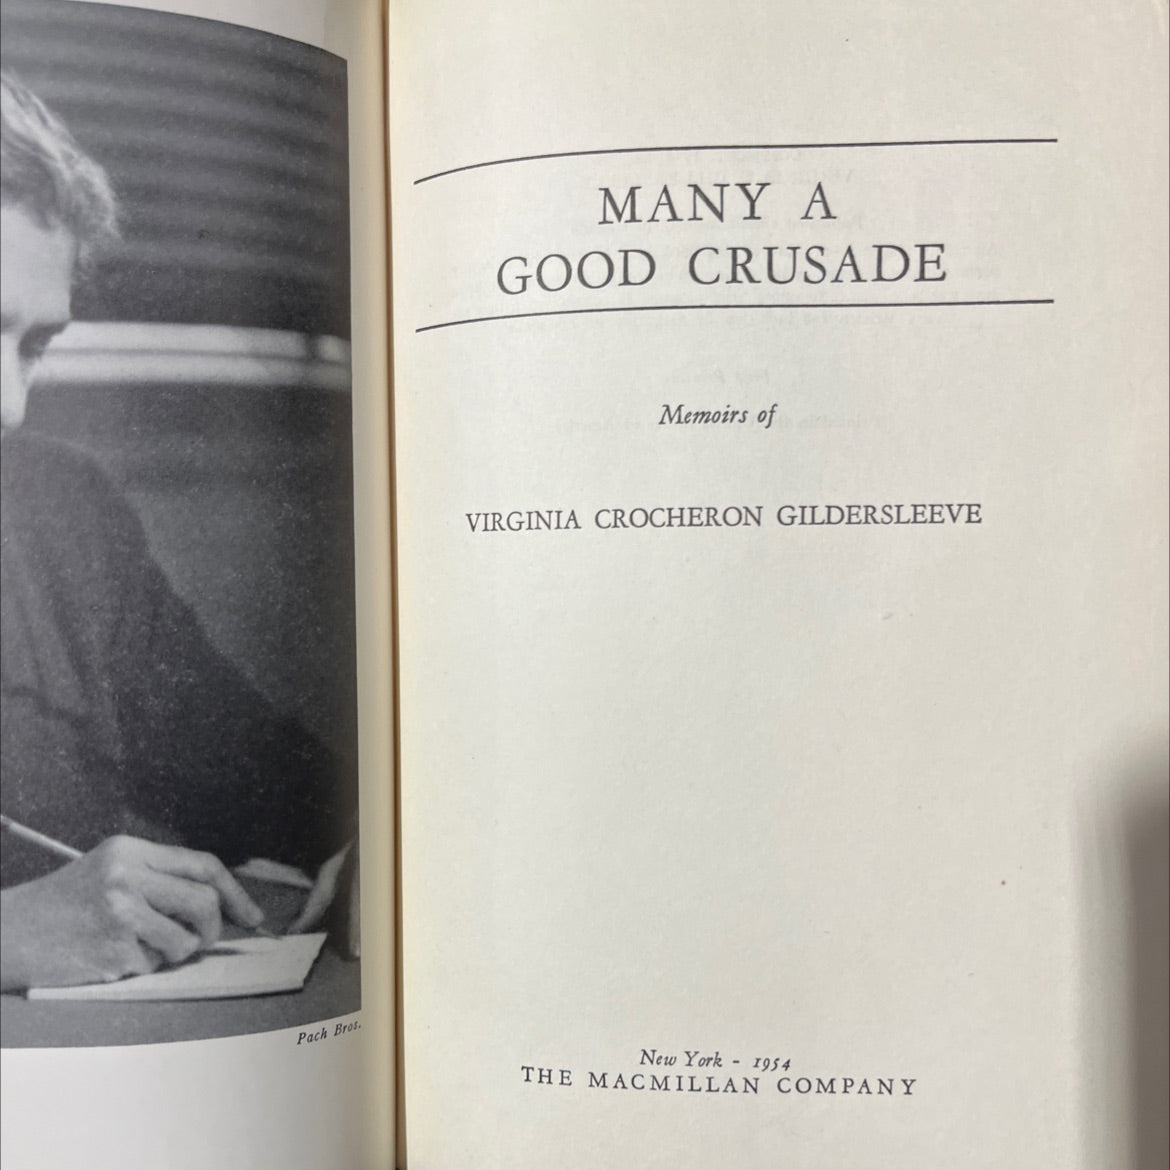 Pach Bros.
MANY A
GOOD CRUSADE
Memoirs of
VIRGINIA CROCHERON GILDERSLEEVE
New York - 1954
THE MACMILLAN COMPANY